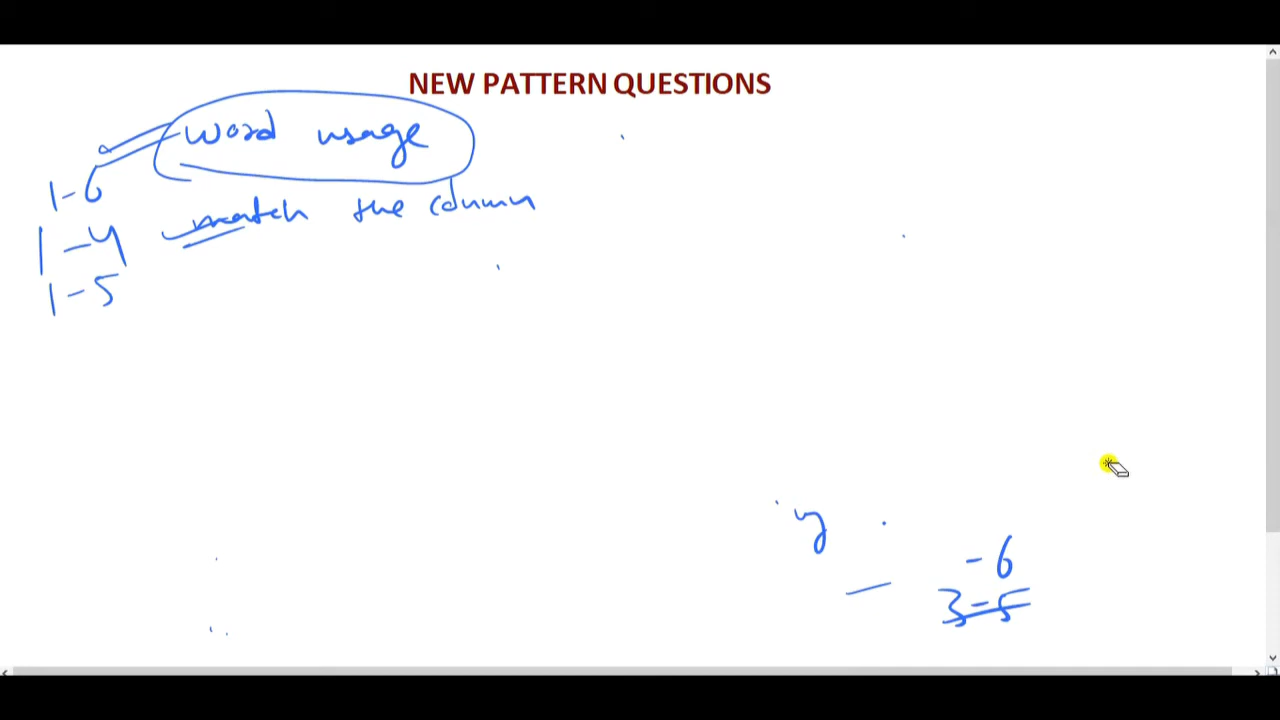 NEW PATTERN QUESTIONS
word usage
1-6
1-4 match the column
1-5
y
-6
3-5